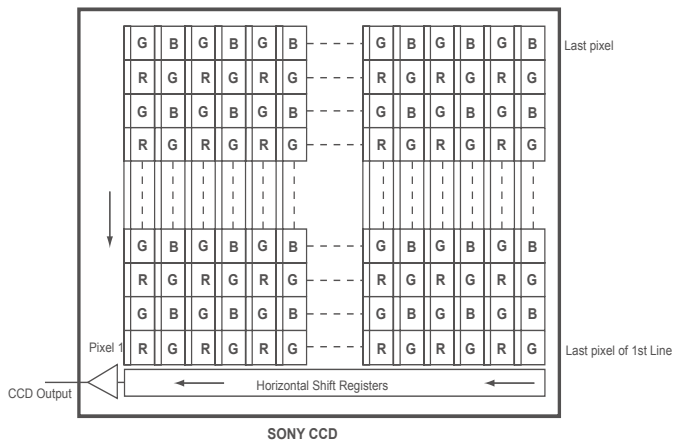 G B G B G B G B G B G B Last pixel
R G R G R G R G R G R G
G B G B G B G B G B G B
R G R G R G R G R G R G
G B G B G B G B G B G B
R G R G R G R G R G R G
G B G B G B G B G B G B
Pixel 1 R G R G R G R G R G R G Last pixel of 1st Line
Horizontal Shift Registers
CCD Output
SONY CCD